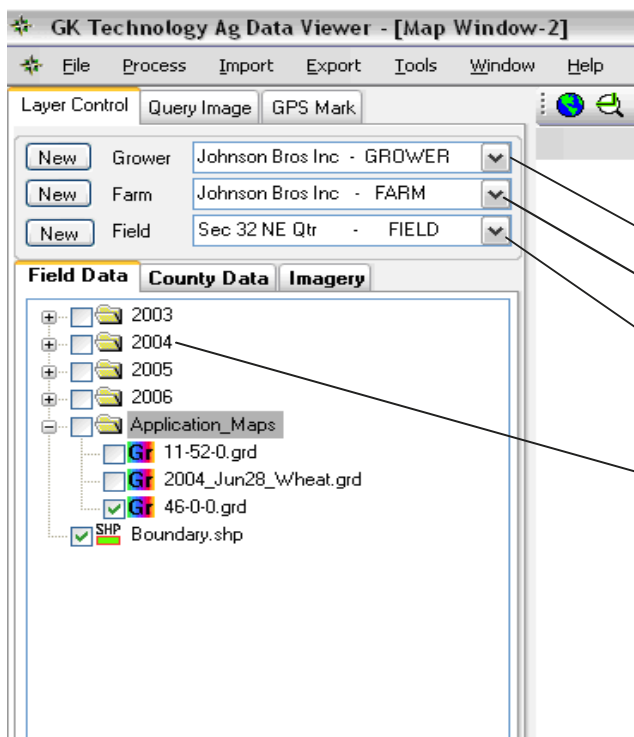 GK Technology Ag Data Viewer - [Map Window-2]
File Process Import Export Tools Window Help
Layer Control Query Image GPS Mark
New Grower Johnson Bros Inc - GROWER
New Farm Johnson Bros Inc - FARM
New Field Sec 32 NE Qtr - FIELD
Field Data County Data Imagery
2003
2004
2005
2006
Application_Maps
Gr 11-52-0.grd
Gr 2004_Jun28_Wheat.grd
Gr 46-0-0.grd
SHP Boundary.shp